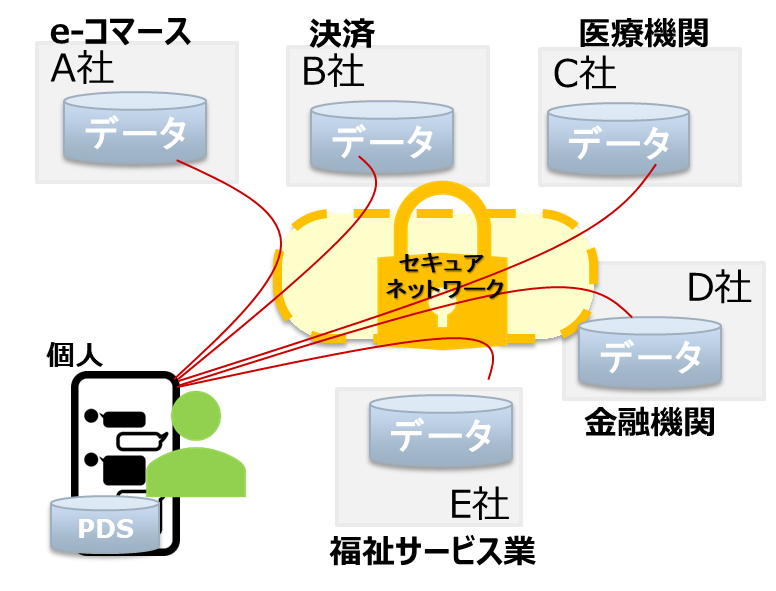 e-コマース
A社
データ
決済
B社
データ
医療機関
C社
データ
セキュア
ネットワーク
D社
データ
金融機関
個人
PDS
データ
E社
福祉サービス業